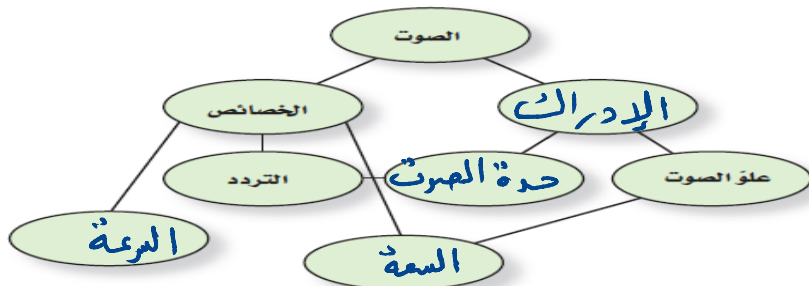 الصوت
الخصائص الإدراك
التردد حدة الصوت علوّ الصوت
السرعة
السعة